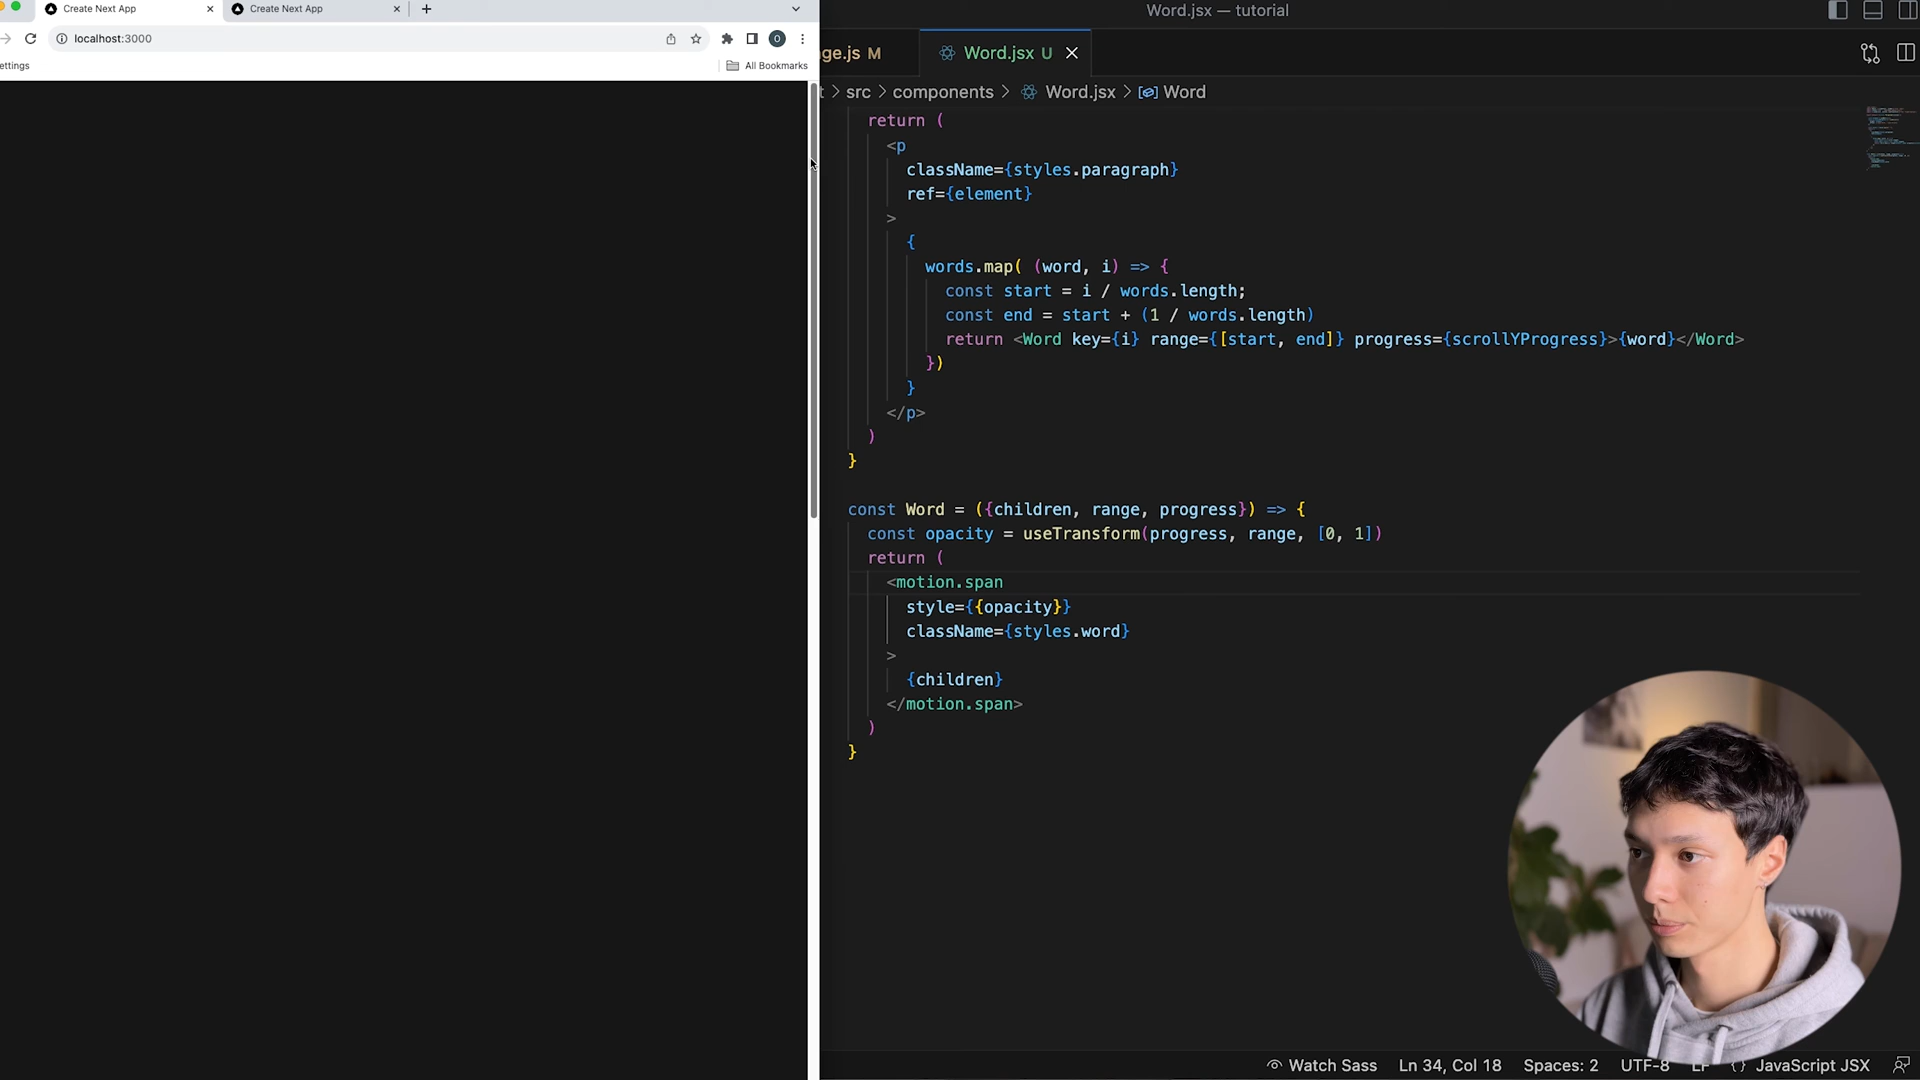 Create Next App
Create Next App
localhost:3000
O
ettings
All Bookmarks
Word.jsx — tutorial
ge.js M
Word.jsx U
t > src > components > Word.jsx > Word
return (
<p
className={styles.paragraph}
ref={element}
>
{
words.map( (word, i) => {
const start = i / words.length;
const end = start + (1 / words.length)
return <Word key={i} range={[start, end]} progress={scrollYProgress}>{word}</Word>
})
}
</p>
)
}
const Word = ({children, range, progress}) => {
const opacity = useTransform(progress, range, [0, 1])
return (
<motion.span
style={{opacity}}
className={styles.word}
>
{children}
</motion.span>
)
}
Watch Sass Ln 34, Col 18 Spaces: 2 UTF-8 LF {} JavaScript JSX